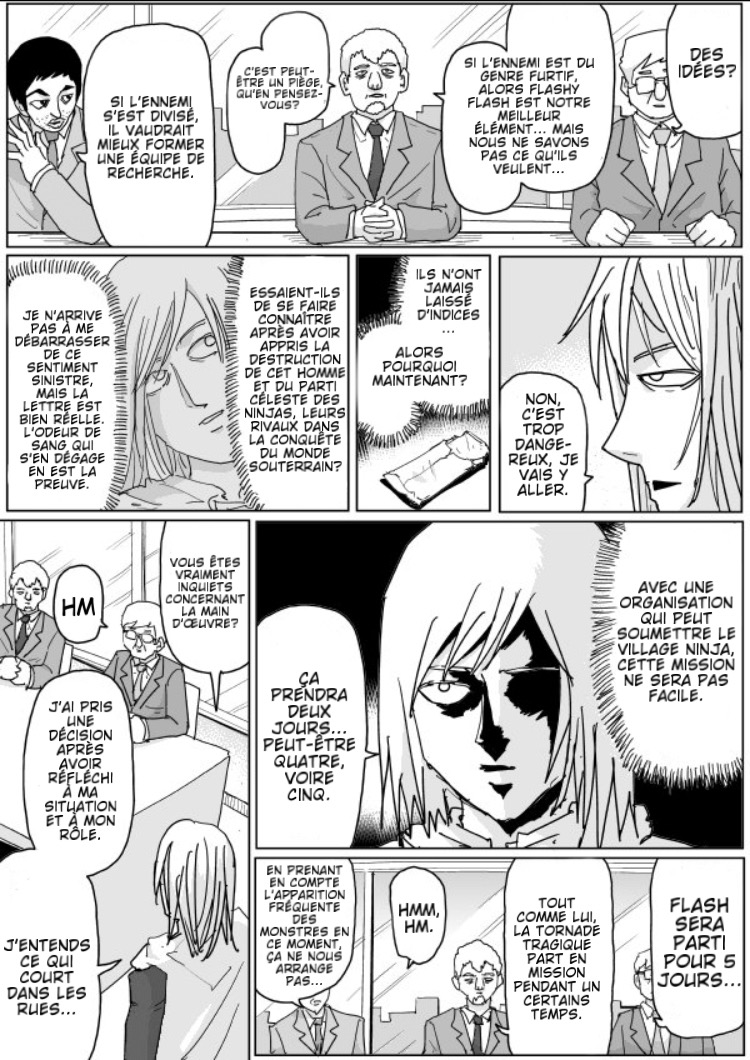 DES
IDÉES?
SI L'ENNEMI EST DU
GENRE FURTIF,
ALORS FLASHY
FLASH EST NOTRE
MEILLEUR
ÉLÉMENT... MAIS
NOUS NE SAVONS
PAS CE QU'ILS
VEULENT...
C'EST PEUT-
ÊTRE UN PIÈGE,
QU'EN PENSEZ-
VOUS?
SI L'ENNEMI
S'EST DIVISÉ,
IL VAUDRAIT
MIEUX FORMER
UNE ÉQUIPE DE
RECHERCHE.
NON,
C'EST
TROP
DANGE-
REUX, JE
VAIS Y
ALLER.
ILS N'ONT
JAMAIS
LAISSÉ
D'INDICES
...
ALORS
POURQUOI
MAINTENANT?
ESSAIENT-ILS
DE SE FAIRE
CONNAÎTRE
APRÈS AVOIR
APPRIS LA
DESTRUCTION
DE CET HOMME
ET DU PARTI
CÉLESTE DES
NINJAS, LEURS
RIVAUX DANS
LA CONQUÊTE
DU MONDE
SOUTERRAIN?
JE N'ARRIVE
PAS À ME
DÉBARRASSER
DE CE
SENTIMENT
SINISTRE,
MAIS LA
LETTRE EST
BIEN RÉELLE.
L'ODEUR DE
SANG QUI
S'EN DÉGAGE
EN EST LA
PREUVE.
AVEC UNE
ORGANISATION
QUI PEUT
SOUMETTRE LE
VILLAGE NINJA,
CETTE MISSION
NE SERA PAS
FACILE.
ÇA
PRENDRA
DEUX
JOURS...
PEUT-ÊTRE
QUATRE,
VOIRE
CINQ.
FLASH
SERA
PARTI
POUR 5
JOURS...
TOUT
COMME LUI,
LA TORNADE
TRAGIQUE
PART EN
MISSION
PENDANT UN
CERTAINS
TEMPS.
HMM,
HM.
EN PRENANT
EN COMPTE
L'APPARITION
FRÉQUENTE
DES
MONSTRES EN
CE MOMENT,
ÇA NE NOUS
ARRANGE
PAS...
VOUS ÊTES
VRAIMENT
INQUIETS
CONCERNANT
LA MAIN
D'ŒUVRE?
HM
J'AI PRIS
UNE
DÉCISION
APRÈS
AVOIR
RÉFLÉCHI
À MA
SITUATION
ET À MON
RÔLE.
J'ENTENDS
CE QUI
COURT
DANS LES
RUES...